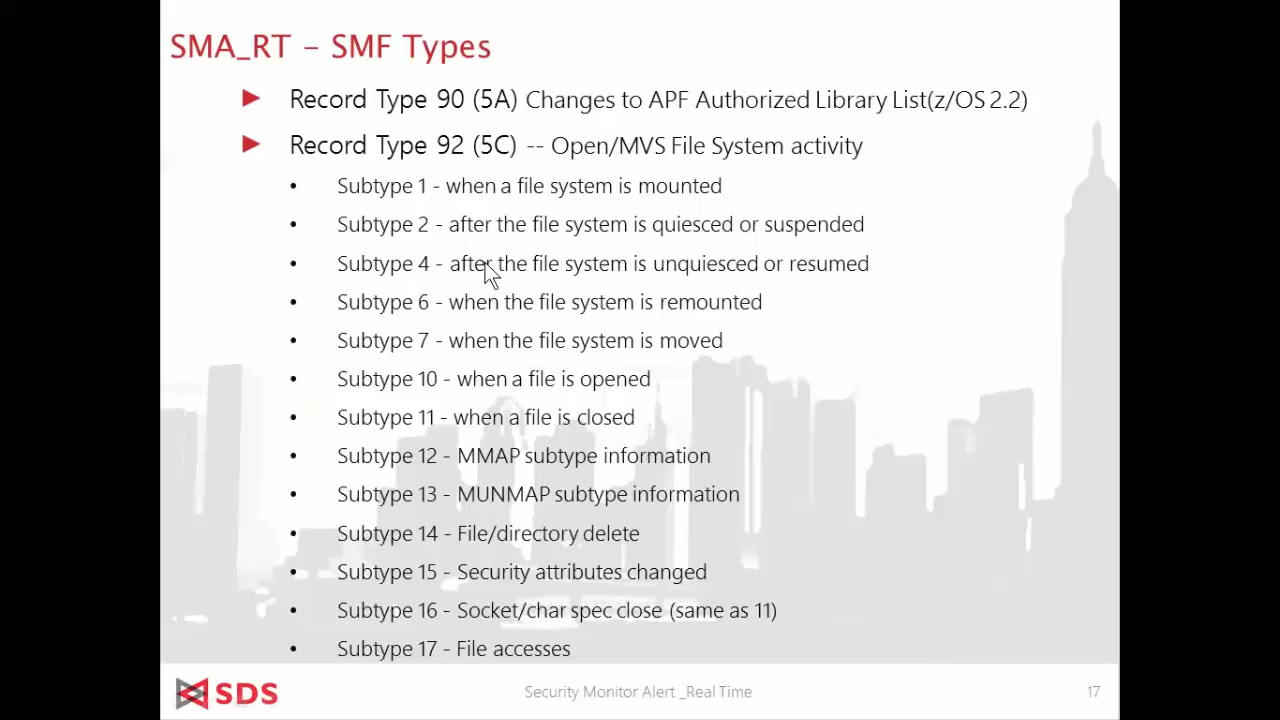 SMA_RT – SMF Types
Record Type 90 (5A) Changes to APF Authorized Library List(z/OS 2.2)
Record Type 92 (5C) -- Open/MVS File System activity
• Subtype 1 - when a file system is mounted
• Subtype 2 - after the file system is quiesced or suspended
• Subtype 4 - after the file system is unquiesced or resumed
• Subtype 6 - when the file system is remounted
• Subtype 7 - when the file system is moved
• Subtype 10 - when a file is opened
• Subtype 11 - when a file is closed
• Subtype 12 - MMAP subtype information
• Subtype 13 - MUNMAP subtype information
• Subtype 14 - File/directory delete
• Subtype 15 - Security attributes changed
• Subtype 16 - Socket/char spec close (same as 11)
• Subtype 17 - File accesses
SDS
Security Monitor Alert _Real Time
17